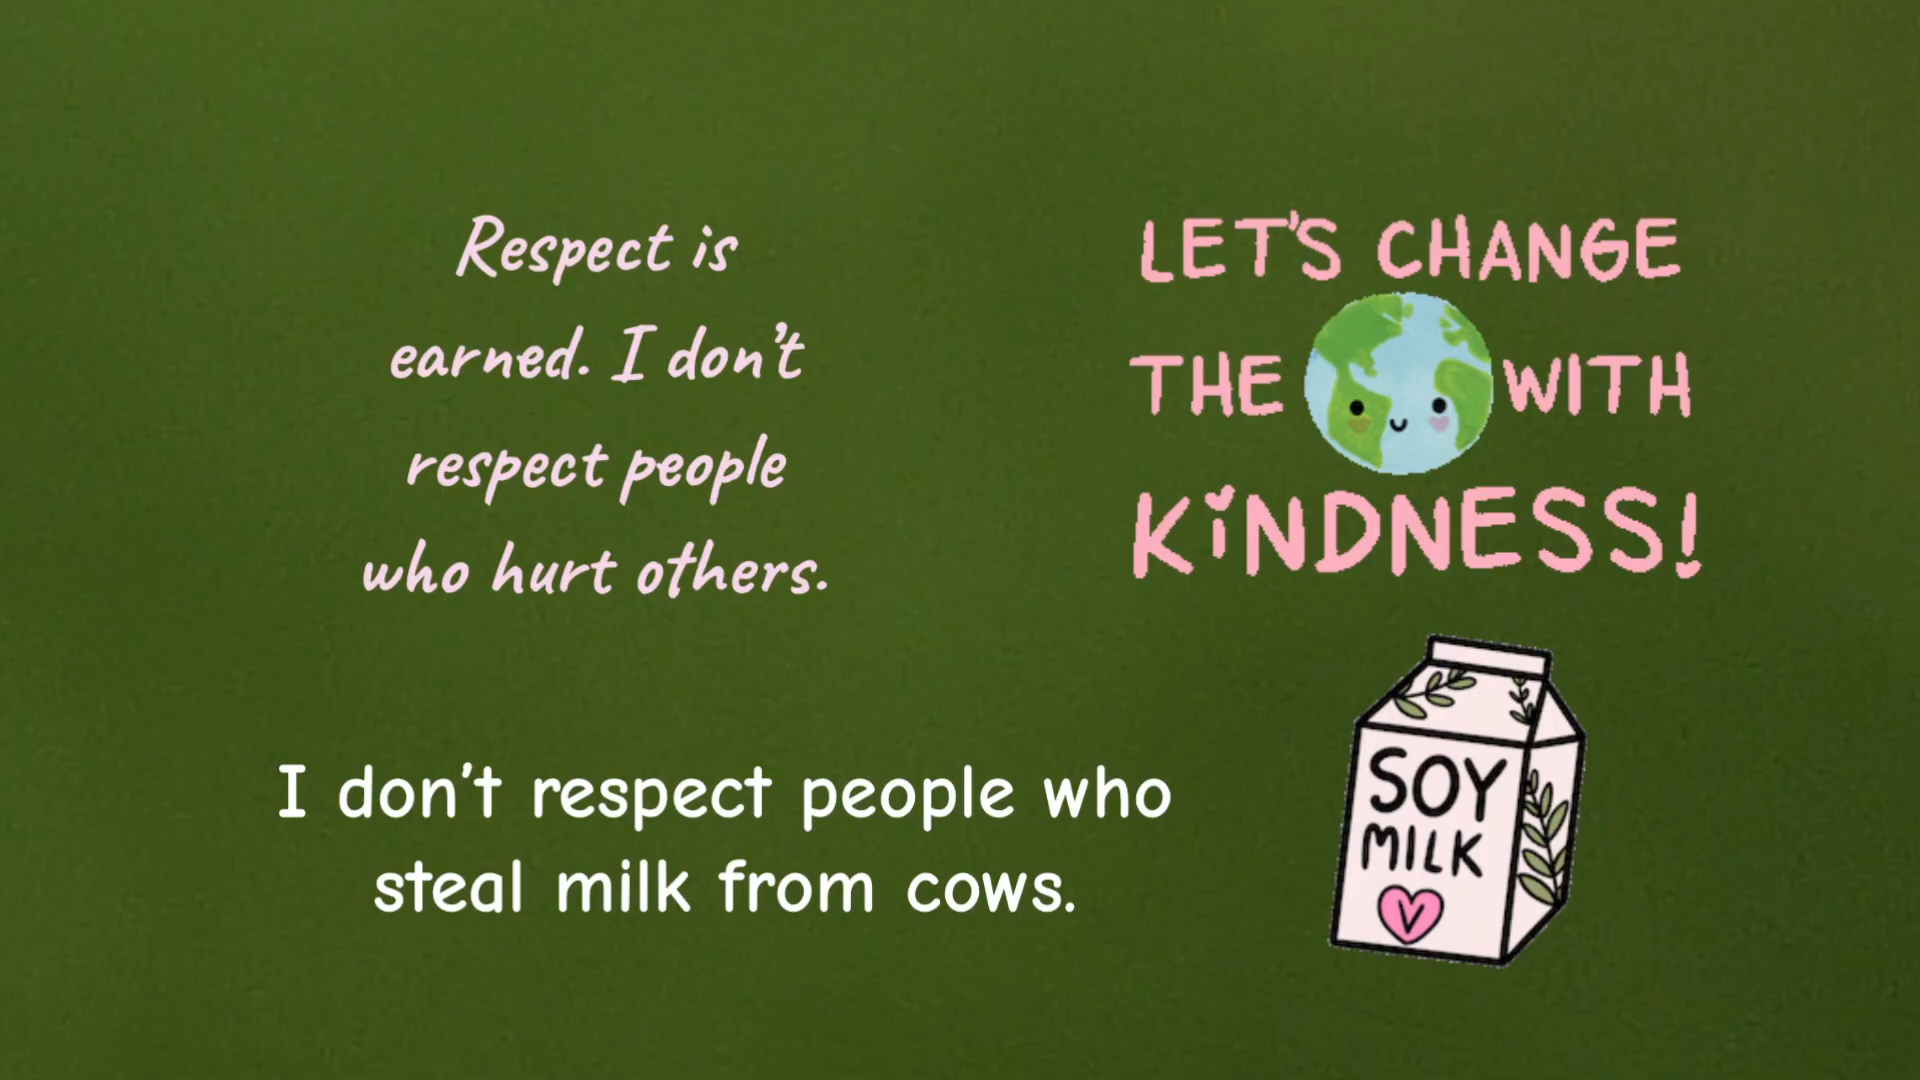 Respect is
earned. I don't
respect people
who hurt others.
LET'S CHANGE
THE WITH
KiNDNESS!
I don't respect people who
steal milk from cows.
SOY
MILK
V